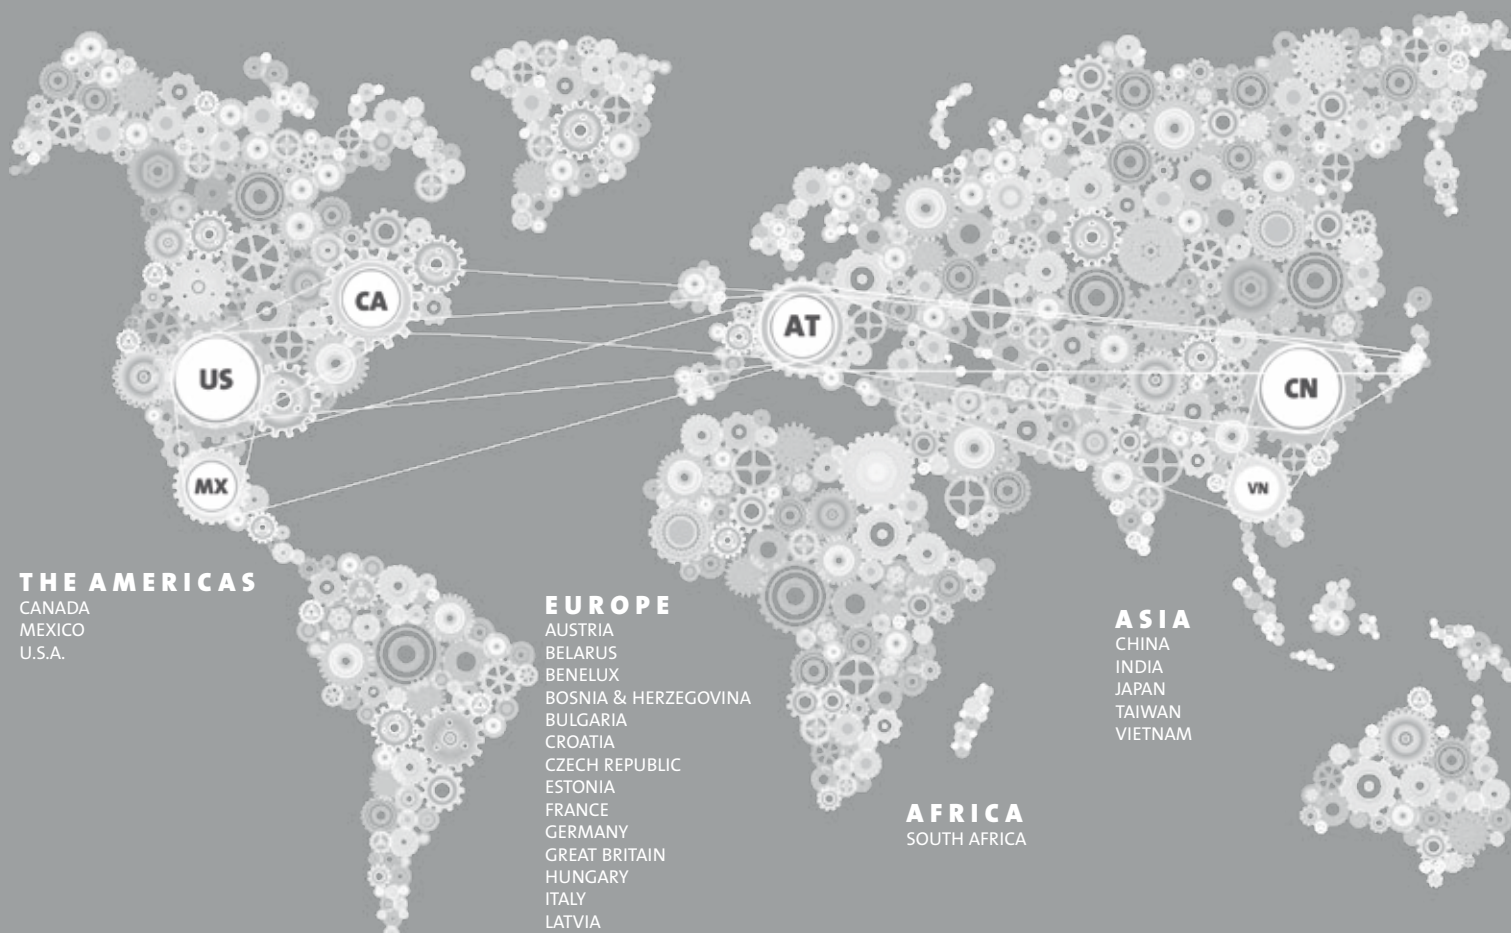 CA
AT
US
CN
MX
VN
THE AMERICAS
CANADA
MEXICO
U.S.A.
EUROPE
AUSTRIA
BELARUS
BENELUX
BOSNIA & HERZEGOVINA
BULGARIA
CROATIA
CZECH REPUBLIC
ESTONIA
FRANCE
GERMANY
GREAT BRITAIN
HUNGARY
ITALY
LATVIA
AFRICA
SOUTH AFRICA
ASIA
CHINA
INDIA
JAPAN
TAIWAN
VIETNAM